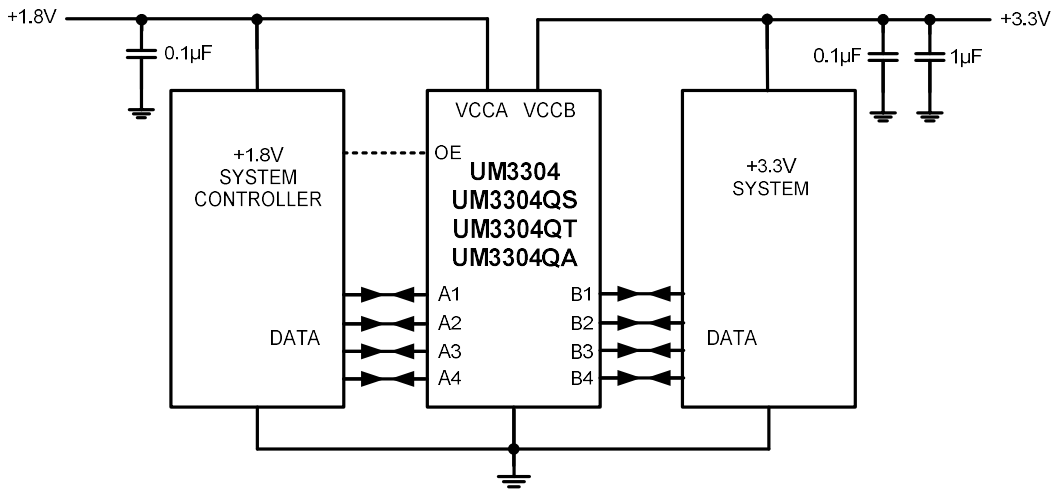 +1.8V
+3.3V
0.1µF
0.1µF
1µF
VCCA
VCCB
+1.8V
SYSTEM
CONTROLLER
OE
UM3304
UM3304QS
UM3304QT
UM3304QA
+3.3V
SYSTEM
A1
A2
A3
A4
B1
B2
B3
B4
DATA
DATA